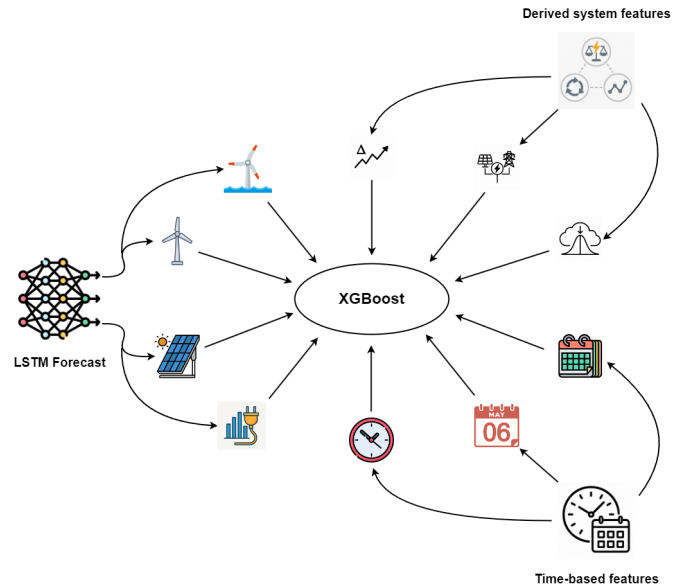 Derived system features
Δ
XGBoost
LSTM Forecast
MAY
06
Time-based features